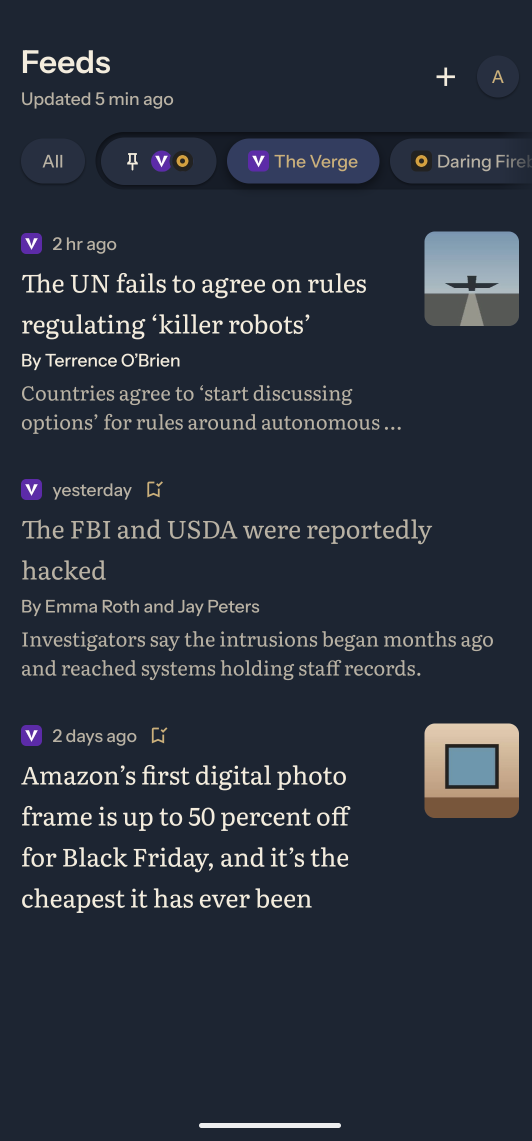 Feeds
Updated 5 min ago
A
All
The Verge
Daring Fire
2 hr ago
The UN fails to agree on rules
regulating ‘killer robots’
By Terrence O’Brien
Countries agree to ‘start discussing
options’ for rules around autonomous…
yesterday
The FBI and USDA were reportedly
hacked
By Emma Roth and Jay Peters
Investigators say the intrusions began months ago
and reached systems holding staff records.
2 days ago
Amazon’s first digital photo
frame is up to 50 percent off
for Black Friday, and it’s the
cheapest it has ever been